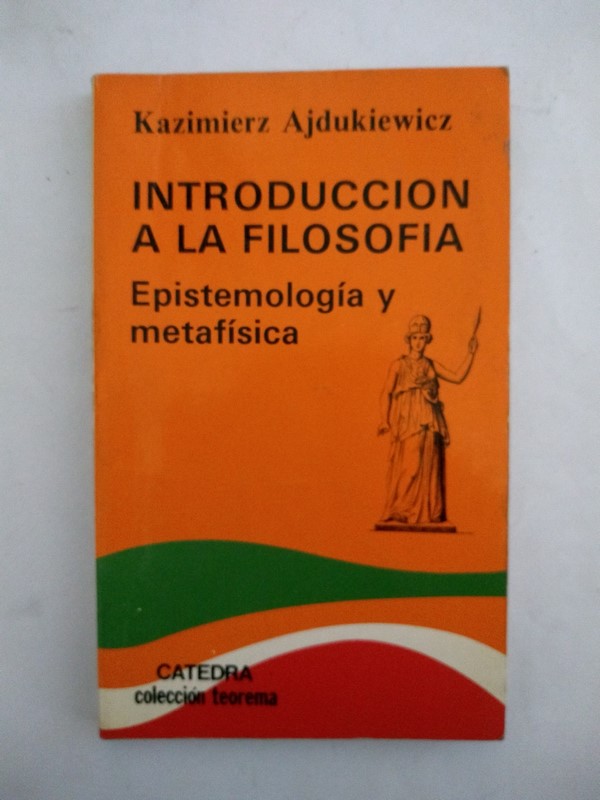 Kazimierz Ajdukiewicz
INTRODUCCION
A LA FILOSOFIA
Epistemología y
metafísica
CATEDRA
colección teorema